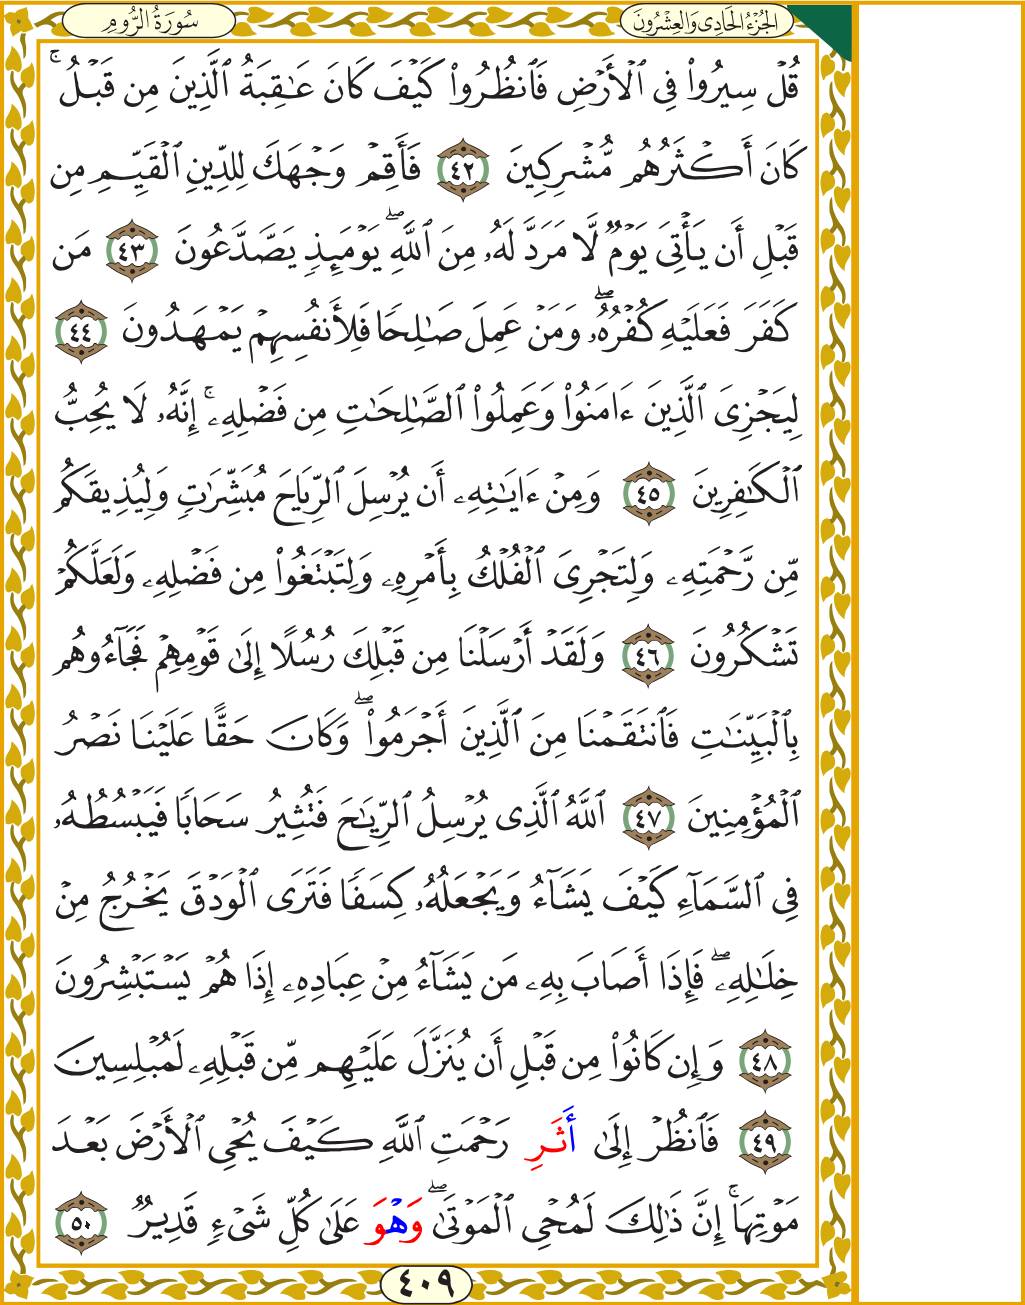 الجُزْءُ الحَادِي وَالعِشْرُونَ
سُورَةُ الرُّومِ
قُلْ سِيرُوا۟ فِى ٱلْأَرْضِ فَٱنظُرُوا۟ كَيْفَ كَانَ عَـٰقِبَةُ ٱلَّذِينَ مِن قَبْلُ ۚ
كَانَ أَكْثَرُهُم مُّشْرِكِينَ ٤٢ فَأَقِمْ وَجْهَكَ لِلدِّينِ ٱلْقَيِّمِ مِن
قَبْلِ أَن يَأْتِىَ يَوْمٌ لَّا مَرَدَّ لَهُۥ مِنَ ٱللَّهِ ۖ يَوْمَئِذٍ يَصَّدَّعُونَ ٤٣ مَن
كَفَرَ فَعَلَيْهِ كُفْرُهُۥ ۖ وَمَنْ عَمِلَ صَـٰلِحًا فَلِأَنفُسِهِمْ يَمْهَدُونَ ٤٤
لِيَجْزِىَ ٱلَّذِينَ ءَامَنُوا۟ وَعَمِلُوا۟ ٱلصَّـٰلِحَـٰتِ مِن فَضْلِهِۦٓ ۚ إِنَّهُۥ لَا يُحِبُّ
ٱلْكَـٰفِرِينَ ٤٥ وَمِنْ ءَايَـٰتِهِۦ أَن يُرْسِلَ ٱلرِّيَاحَ مُبَشِّرَٰتٍ وَلِيُذِيقَكُم
مِّن رَّحْمَتِهِۦ وَلِتَجْرِىَ ٱلْفُلْكُ بِأَمْرِهِۦ وَلِتَبْتَغُوا۟ مِن فَضْلِهِۦ وَلَعَلَّكُمْ
تَشْكُرُونَ ٤٦ وَلَقَدْ أَرْسَلْنَا مِن قَبْلِكَ رُسُلًا إِلَىٰ قَوْمِهِمْ فَجَآءُوهُم
بِٱلْبَيِّنَـٰتِ فَٱنتَقَمْنَا مِنَ ٱلَّذِينَ أَجْرَمُوا۟ ۖ وَكَانَ حَقًّا عَلَيْنَا نَصْرُ
ٱلْمُؤْمِنِينَ ٤٧ ٱللَّهُ ٱلَّذِى يُرْسِلُ ٱلرِّيَـٰحَ فَتُثِيرُ سَحَابًا فَيَبْسُطُهُۥ
فِى ٱلسَّمَآءِ كَيْفَ يَشَآءُ وَيَجْعَلُهُۥ كِسَفًا فَتَرَى ٱلْوَدْقَ يَخْرُجُ مِنْ
خِلَـٰلِهِۦ ۖ فَإِذَآ أَصَابَ بِهِۦ مَن يَشَآءُ مِنْ عِبَادِهِۦٓ إِذَا هُمْ يَسْتَبْشِرُونَ
٤٨ وَإِن كَانُوا۟ مِن قَبْلِ أَن يُنَزَّلَ عَلَيْهِم مِّن قَبْلِهِۦ لَمُبْلِسِينَ
٤٩ فَٱنظُرْ إِلَىٰ أَثَرِ رَحْمَتِ ٱللَّهِ كَيْفَ يُحْىِ ٱلْأَرْضَ بَعْدَ
مَوْتِهَآ ۚ إِنَّ ذَٰلِكَ لَمُحْىِ ٱلْمَوْتَىٰ ۖ وَهْوَ عَلَىٰ كُلِّ شَىْءٍ قَدِيرٌ ٥٠
٤٠٩